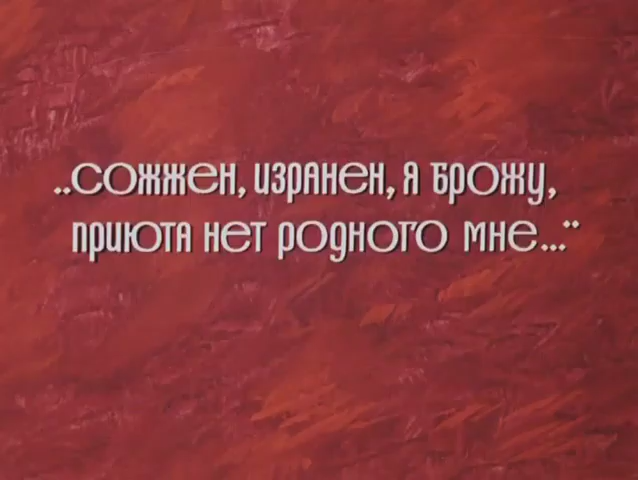 „сожжен, изранен, я брожу,
приюта нет родного мне...“